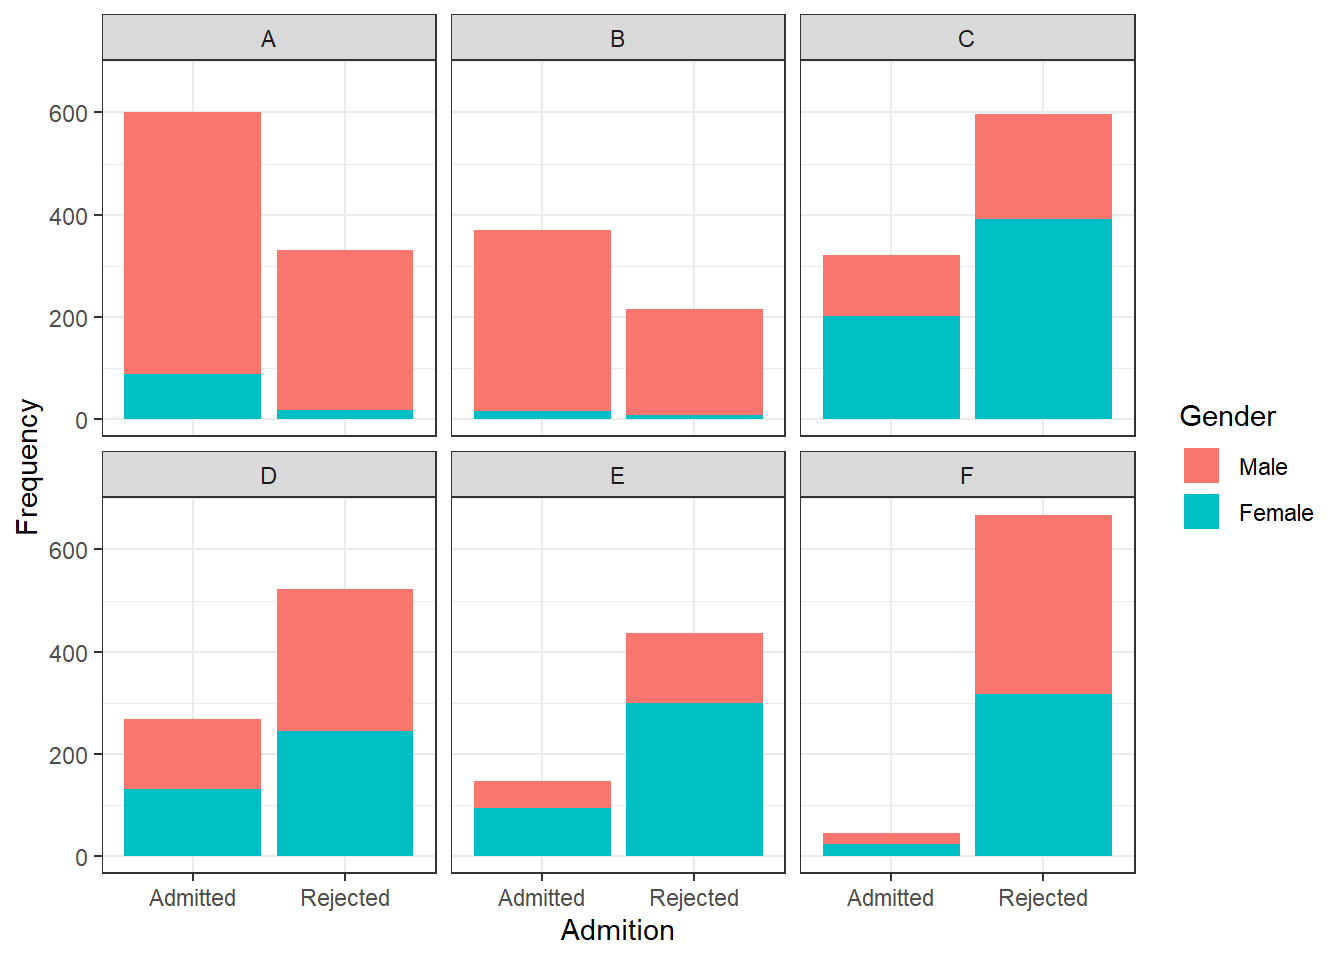 A
B
C
600
400
200
0
D
E
F
600
400
200
0
Admitted
Rejected
Admitted
Rejected
Admitted
Rejected
Admition
Frequency
Gender
Male
Female